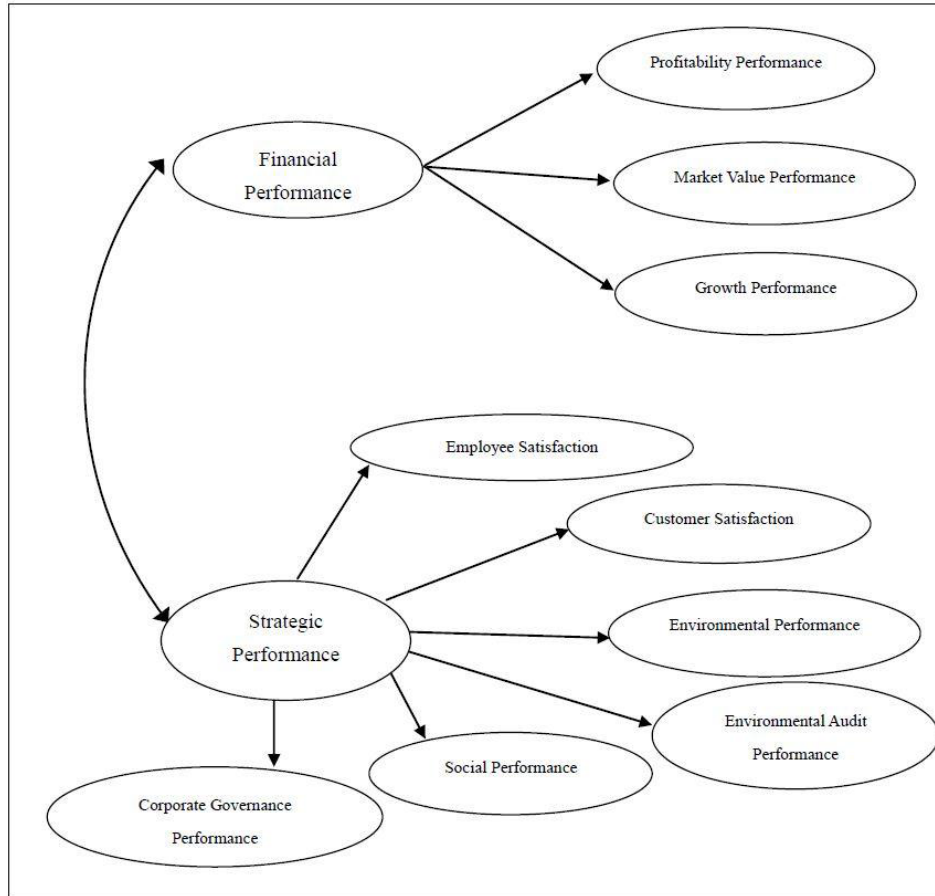 Profitability Performance
Financial
Performance
Market Value Performance
Growth Performance
Employee Satisfaction
Customer Satisfaction
Strategic
Performance
Environmental Performance
Environmental Audit
Performance
Social Performance
Corporate Governance
Performance